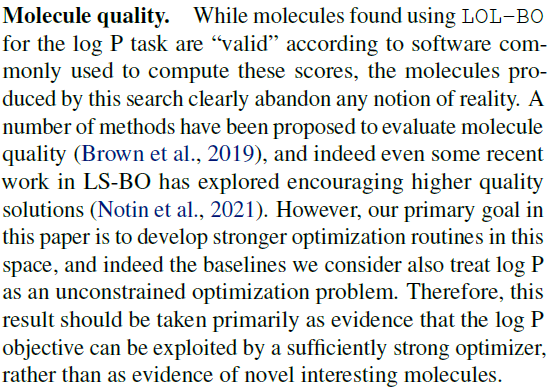 Molecule quality. While molecules found using LOL-BO
for the log P task are “valid” according to software com-
monly used to compute these scores, the molecules pro-
duced by this search clearly abandon any notion of reality. A
number of methods have been proposed to evaluate molecule
quality (Brown et al., 2019), and indeed even some recent
work in LS-BO has explored encouraging higher quality
solutions (Notin et al., 2021). However, our primary goal in
this paper is to develop stronger optimization routines in this
space, and indeed the baselines we consider also treat log P
as an unconstrained optimization problem. Therefore, this
result should be taken primarily as evidence that the log P
objective can be exploited by a sufficiently strong optimizer,
rather than as evidence of novel interesting molecules.